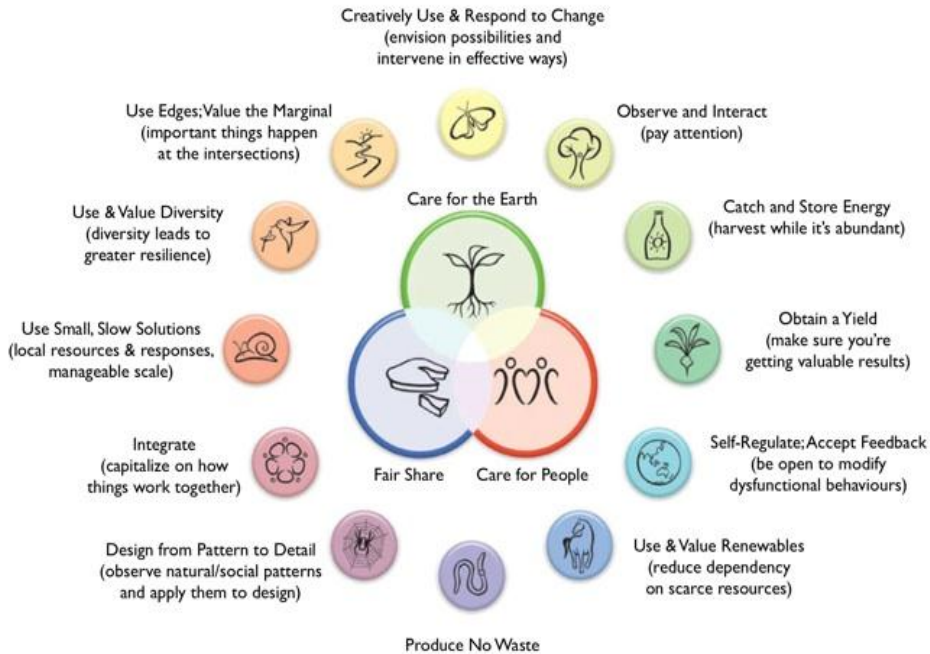 Creatively Use & Respond to Change
(envision possibilities and
intervene in effective ways)
Use Edges; Value the Marginal
(important things happen
at the intersections)
Observe and Interact
(pay attention)
Care for the Earth
Use & Value Diversity
(diversity leads to
greater resilience)
Catch and Store Energy
(harvest while it's abundant)
Use Small, Slow Solutions
(local resources & responses,
manageable scale)
Obtain a Yield
(make sure you're
getting valuable results)
Integrate
(capitalize on how
things work together)
Fair Share
Care for People
Self-Regulate; Accept Feedback
(be open to modify
dysfunctional behaviours)
Design from Pattern to Detail
(observe natural/social patterns
and apply them to design)
Use & Value Renewables
(reduce dependency
on scarce resources)
Produce No Waste